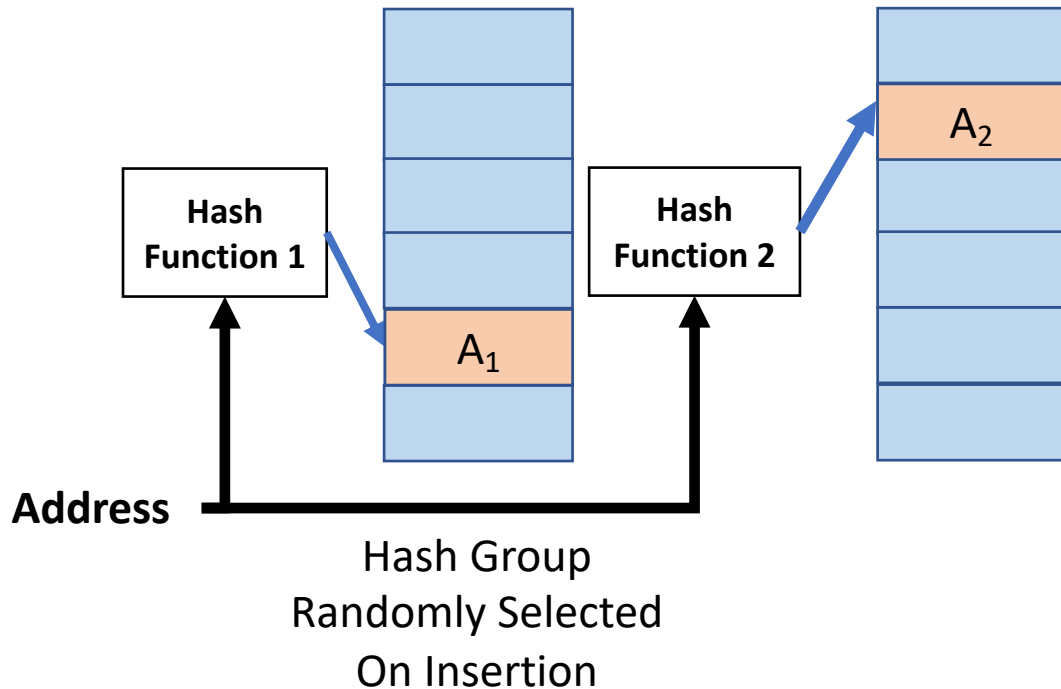 A₂
Hash
Function 1
Hash
Function 2
A₁
Address
Hash Group
Randomly Selected
On Insertion